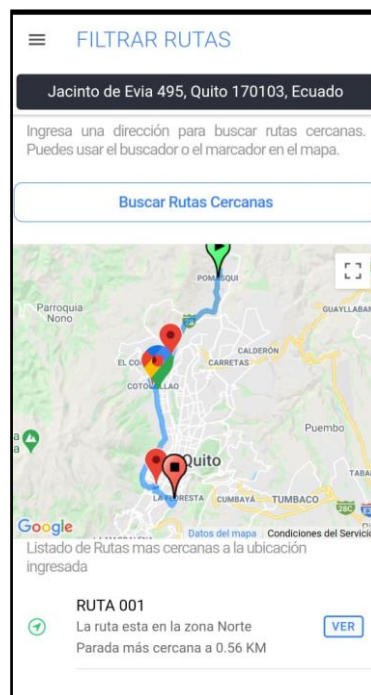 FILTRAR RUTAS
Jacinto de Evia 495, Quito 170103, Ecuado
Ingresa una dirección para buscar rutas cercanas.
Puedes usar el buscador o el marcador en el mapa.
Buscar Rutas Cercanas
POMASQUI
Parroquia
Nono
GUAYLLABAM
CALDERÓN
EL CO
CARRETAS
COTO LLAO
Puembo
Quito
TABA
LA FLORESTA
CUMBAYÁ
TUMBACO
28C
Google
Datos del mapa
Condiciones del Servicio
Listado de Rutas mas cercanas a la ubicación
ingresada
RUTA 001
La ruta esta en la zona Norte
VER
Parada más cercana a 0.56 KM